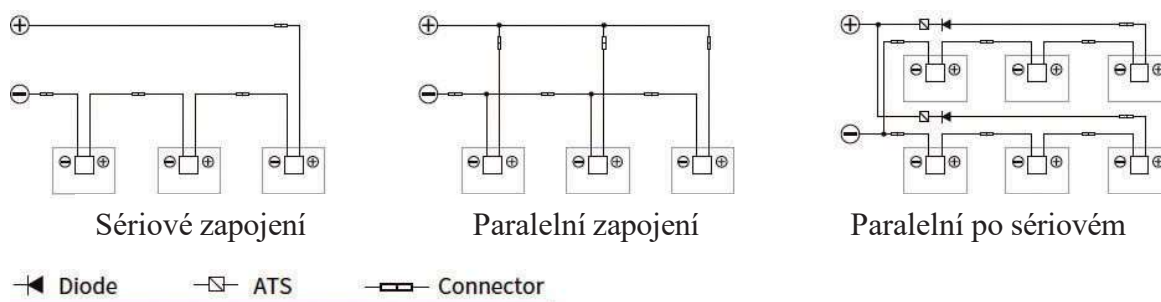 Sériové zapojení
Paralelní zapojení
Paralelní po sériovém
Diode
ATS
Connector